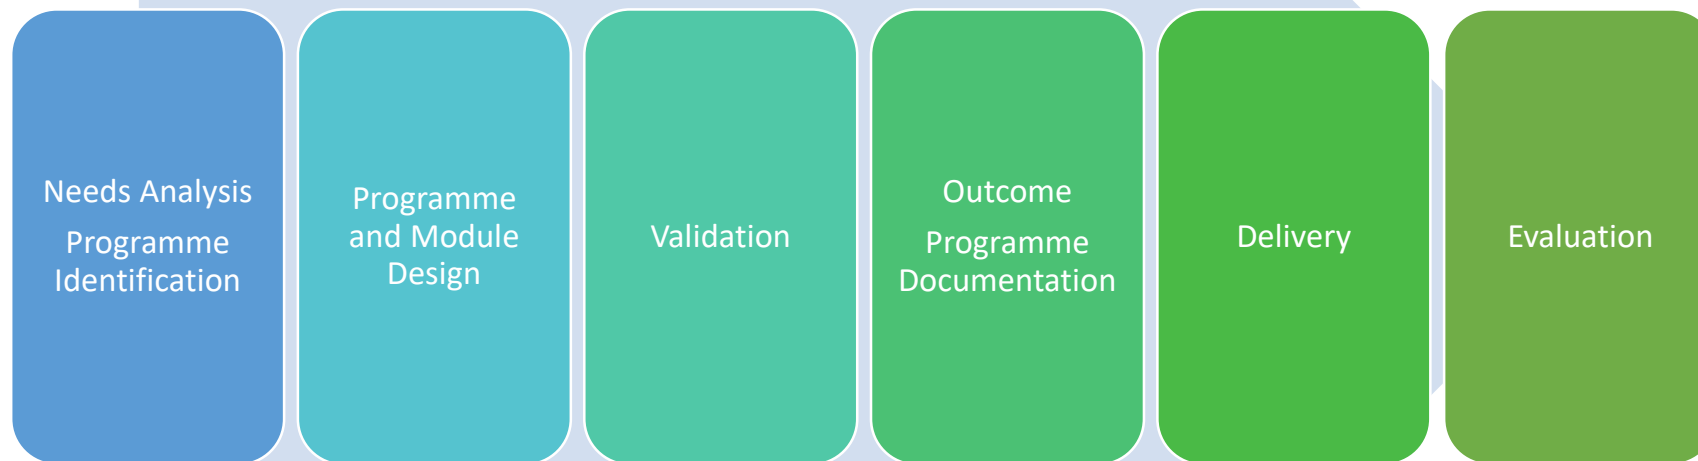 Needs Analysis
Programme
Identification
Programme
and Module
Design
Validation
Outcome
Programme
Documentation
Delivery
Evaluation